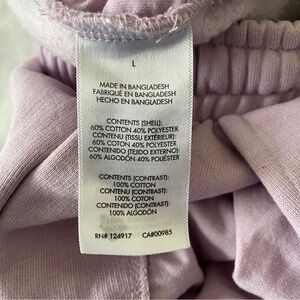 L
MADE IN BANGLADESH
FABRIQUÉ EN BANGLADESH
HECHO EN BANGLADESH
CONTENTS (SHELL):
60% COTTON 40% POLYESTER
CONTENU (TISSU EXTÉRIEUR):
60% COTON 40% POLYESTER
CONTENIDO (TEJIDO EXTERNO):
60% ALGODÓN 40% POLIÉSTER
CONTENTS (CONTRAST):
100% COTTON
CONTENU (CONTRAST):
100% COTON
CONTENIDO (CONTRAST):
100% ALGODÓN
RN# 124917 CA#00985